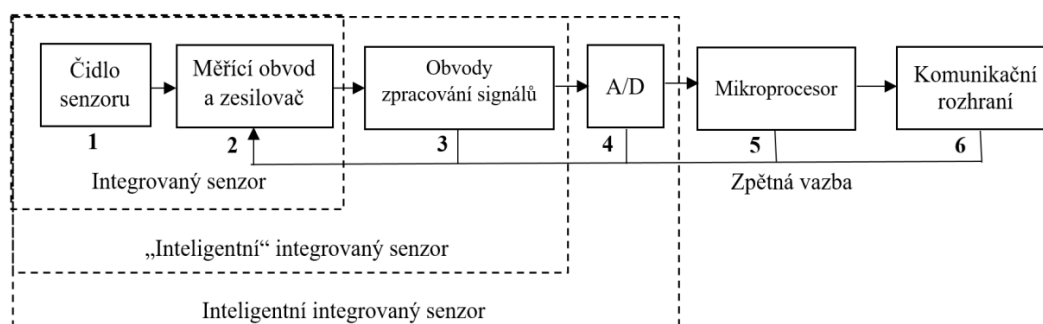 Čidlo
senzoru
Měřící obvod
a zesilovač
Obvody
zpracování signálů
A/D
Mikroprocesor
Komunikační
rozhraní
1
2
3
4
5
6
Integrovaný senzor
Zpětná vazba
„Inteligentní“ integrovaný senzor
Inteligentní integrovaný senzor